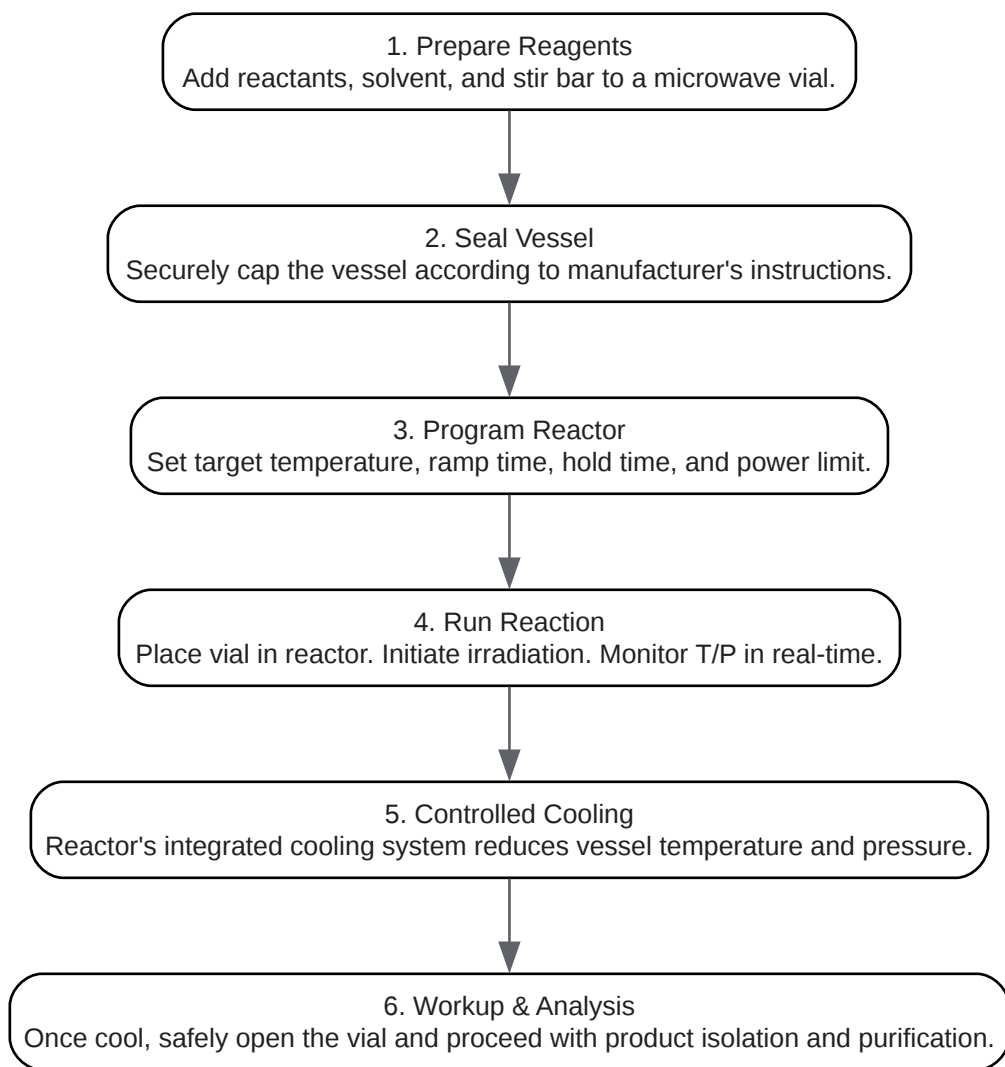 1. Prepare Reagents
Add reactants, solvent, and stir bar to a microwave vial.
2. Seal Vessel
Securely cap the vessel according to manufacturer's instructions.
3. Program Reactor
Set target temperature, ramp time, hold time, and power limit.
4. Run Reaction
Place vial in reactor. Initiate irradiation. Monitor T/P in real-time.
5. Controlled Cooling
Reactor's integrated cooling system reduces vessel temperature and pressure.
6. Workup & Analysis
Once cool, safely open the vial and proceed with product isolation and purification.